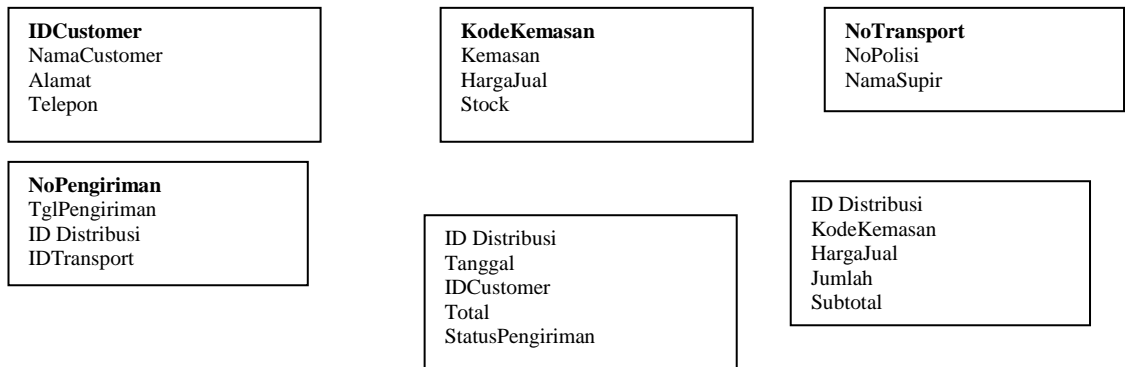 IDCustomer
NamaCustomer
Alamat
Telepon
KodeKemasan
Kemasan
HargaJual
Stock
NoTransport
NoPolisi
NamaSupir
NoPengiriman
TglPengiriman
ID Distribusi
IDTransport
ID Distribusi
Tanggal
IDCustomer
Total
StatusPengiriman
ID Distribusi
KodeKemasan
HargaJual
Jumlah
Subtotal